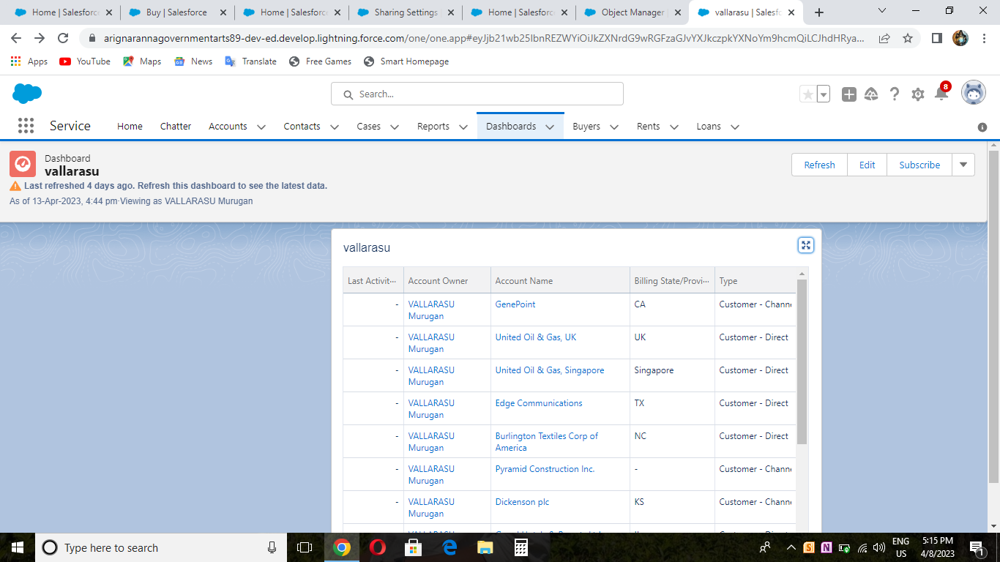 Home | Salesforc
Buy | Salesforce
Home | Salesforc
Sharing Settings
Home | Salesforc
Object Manager |
vallarasu | Salesf
arignarannagovernmentarts89-dev-ed.develop.lightning.force.com/one/one.app#eyJjb21wb25lbnREZWYiOiJkZXNrdG9wRGFzaGJvYXJkczpkYXNoYm9hcmQiLCJhdHRya...
Apps YouTube Maps News Translate Free Games Smart Homepage
Search...
8
Service Home Chatter Accounts Contacts Cases Reports Dashboards Buyers Rents Loans
Dashboard
vallarasu
Refresh Edit Subscribe
Last refreshed 4 days ago. Refresh this dashboard to see the latest data.
As of 13-Apr-2023, 4:44 pm·Viewing as VALLARASU Murugan
vallarasu
Last Activit... Account Owner Account Name Billing State/Provi... Type
- VALLARASU Murugan GenePoint CA Customer - Chann
- VALLARASU Murugan United Oil & Gas, UK UK Customer - Direct
- VALLARASU Murugan United Oil & Gas, Singapore Singapore Customer - Direct
- VALLARASU Murugan Edge Communications TX Customer - Direct
- VALLARASU Murugan Burlington Textiles Corp of America NC Customer - Direct
- VALLARASU Murugan Pyramid Construction Inc. - Customer - Chann
- VALLARASU Murugan Dickenson plc KS Customer - Chann
Type here to search
ENG
US
5:15 PM
4/8/2023
1